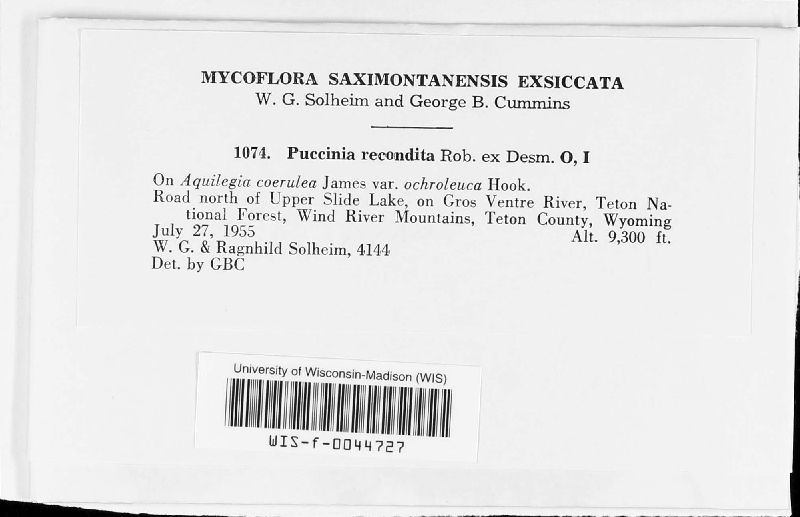 MYCOFLORA SAXIMONTANENSIS EXSICCATA
W. G. Solheim and George B. Cummins
1074. Puccinia recondita Rob. ex Desm. O, I
On Aquilegia coerulea James var. ochroleuca Hook.
Road north of Upper Slide Lake, on Gros Ventre River, Teton Na-
tional Forest, Wind River Mountains, Teton County, Wyoming
July 27, 1955 Alt. 9,300 ft.
W. G. & Ragnhild Solheim, 4144
Det. by GBC
University of Wisconsin-Madison (WIS)
WIS-f-0044727